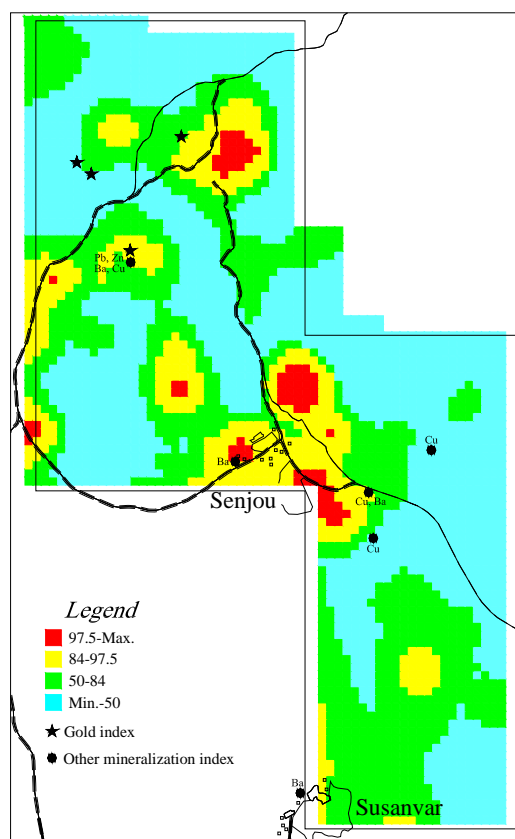 Pb, Zn,
Ba, Cu
Cu
Ba
Senjou
Cu, Ba
Cu
Legend
97.5-Max.
84-97.5
50-84
Min.-50
Gold index
Other mineralization index
Ba
Susanvar